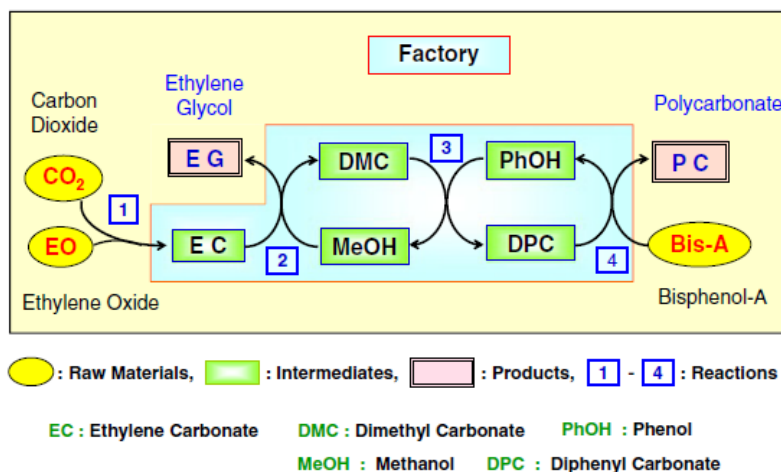 Factory
Ethylene
Glycol
Carbon
Dioxide
Polycarbonate
E G
DMC
3
PhOH
P C
CO2
1
EO
E C
2
MeOH
DPC
4
Bis-A
Ethylene Oxide
Bisphenol-A
: Raw Materials, : Intermediates, : Products, 1 - 4 : Reactions
EC : Ethylene Carbonate DMC : Dimethyl Carbonate PhOH : Phenol
MeOH : Methanol DPC : Diphenyl Carbonate